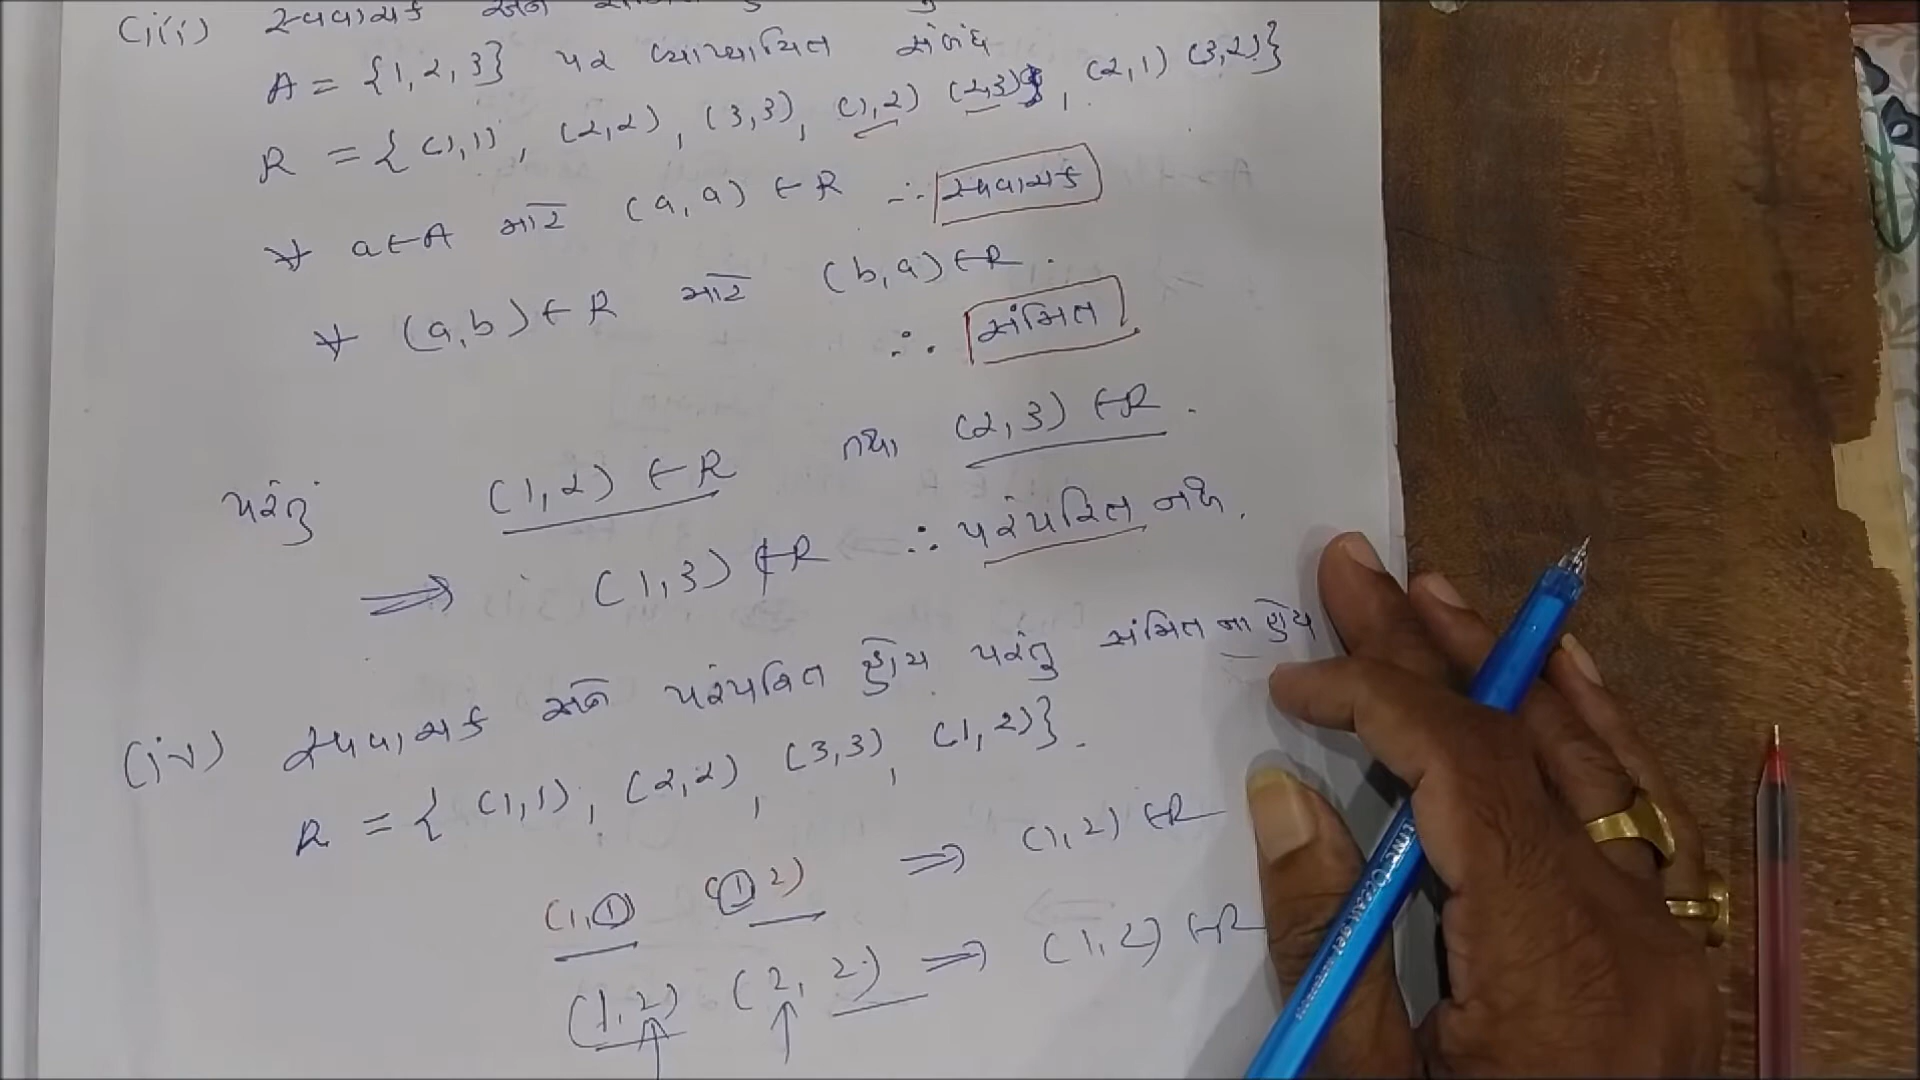 (iii) સ્વવાચક અને
A = {1, 2, 3} પર વ્યાખ્યાયિત સંબંધ
R = { (1,1), (2,2), (3,3), (1,2) (2,3), (2,1) (3,2)}
∀ a ∈ A માટે (a, a) ∈ R ∴ સ્વવાચક
∀ (a,b) ∈ R માટે (b,a) ∈ R.
∴ સંમિત
પરંતુ (1,2) ∈ R તથા (2,3) ∈ R.
⇒ (1,3) ∉ R ∴ પરંપરિત નથી.
(iv) સ્વવાચક અને પરંપરિત હોય પરંતુ સંમિત ના હોય
R = { (1,1), (2,2), (3,3), (1,2)}.
(1,1) (1 2) ⇒ (1,2) ∈ R
(1,2) (2,2) ⇒ (1,2) ∈ R